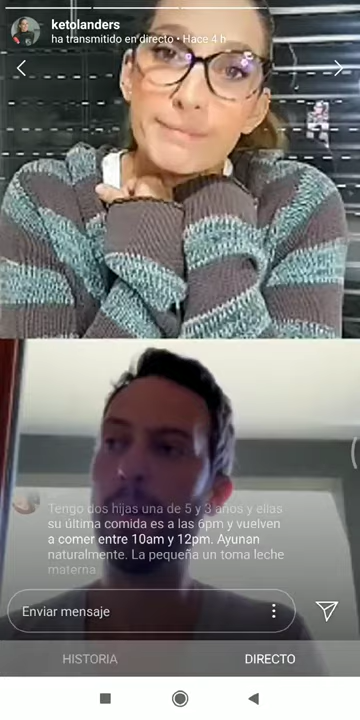 ketolanders
ha transmitido en directo • Hace 4 h
Tengo dos hijas una de 5 y 3 años y ellas
su última comida es a las 6pm y vuelven
a comer entre 10am y 12pm. Ayunan
naturalmente. La pequeña un toma leche
materna
Enviar mensaje
HISTORIA
DIRECTO